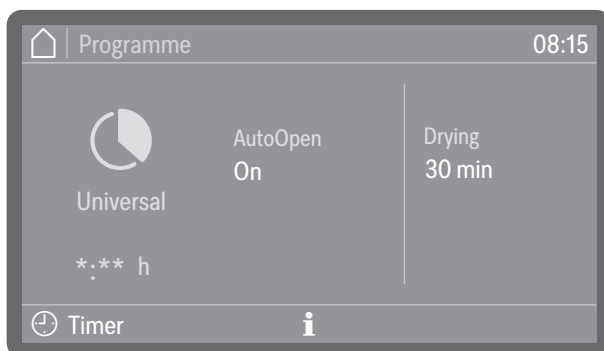 Programme 08:15
AutoOpen
On
Drying
30 min
Universal
*:** h
Timer i